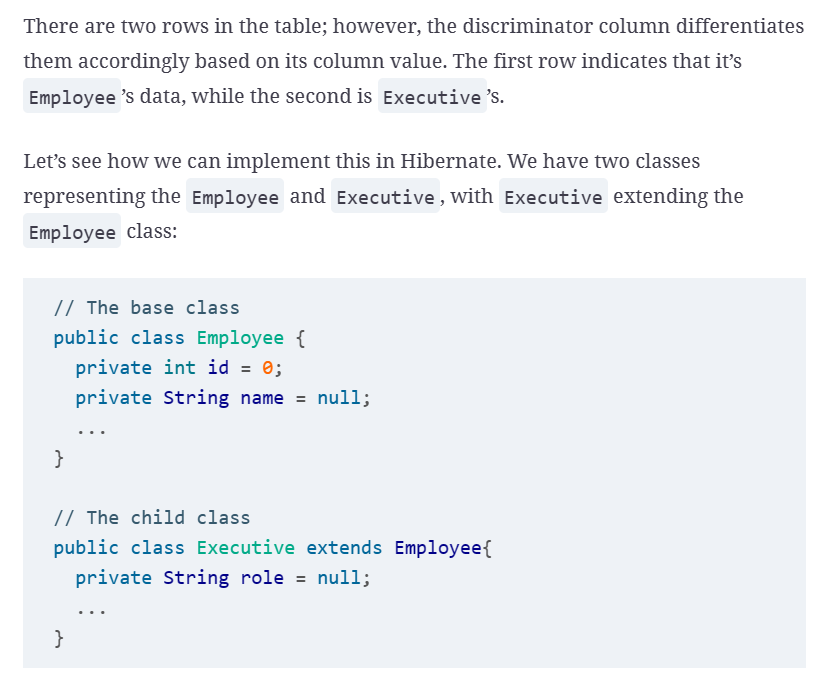 There are two rows in the table; however, the discriminator column differentiates
them accordingly based on its column value. The first row indicates that it’s
Employee’s data, while the second is Executive’s.
Let’s see how we can implement this in Hibernate. We have two classes
representing the Employee and Executive, with Executive extending the
Employee class:
// The base class
public class Employee {
private int id = 0;
private String name = null;
...
}
// The child class
public class Executive extends Employee{
private String role = null;
...
}